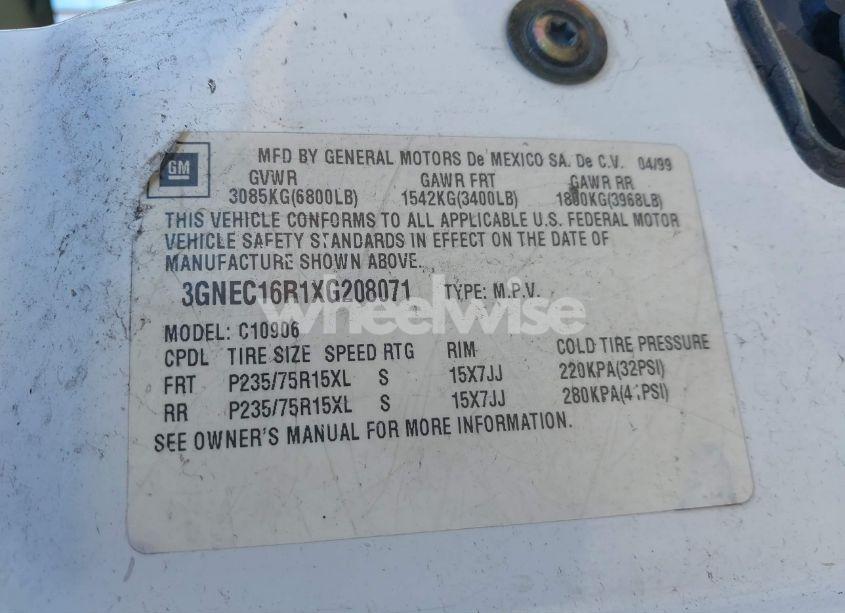 GM
MFD BY GENERAL MOTORS De MEXICO SA. De C.V. 04/99
GVWR GAWR FRT GAWR RR
3085KG(6800LB) 1542KG(3400LB) 1800KG(3968LB)
THIS VEHICLE CONFORMS TO ALL APPLICABLE U.S. FEDERAL MOTOR
VEHICLE SAFETY STANDARDS IN EFFECT ON THE DATE OF
MANUFACTURE SHOWN ABOVE.
3GNEC16R1XG208071 TYPE: M.P.V.
wheelwise
MODEL: C10906
CPDL TIRE SIZE SPEED RTG RIM COLD TIRE PRESSURE
FRT P235/75R15XL S 15X7JJ 220KPA(32PSI)
RR P235/75R15XL S 15X7JJ 280KPA(41PSI)
SEE OWNER'S MANUAL FOR MORE INFORMATION.